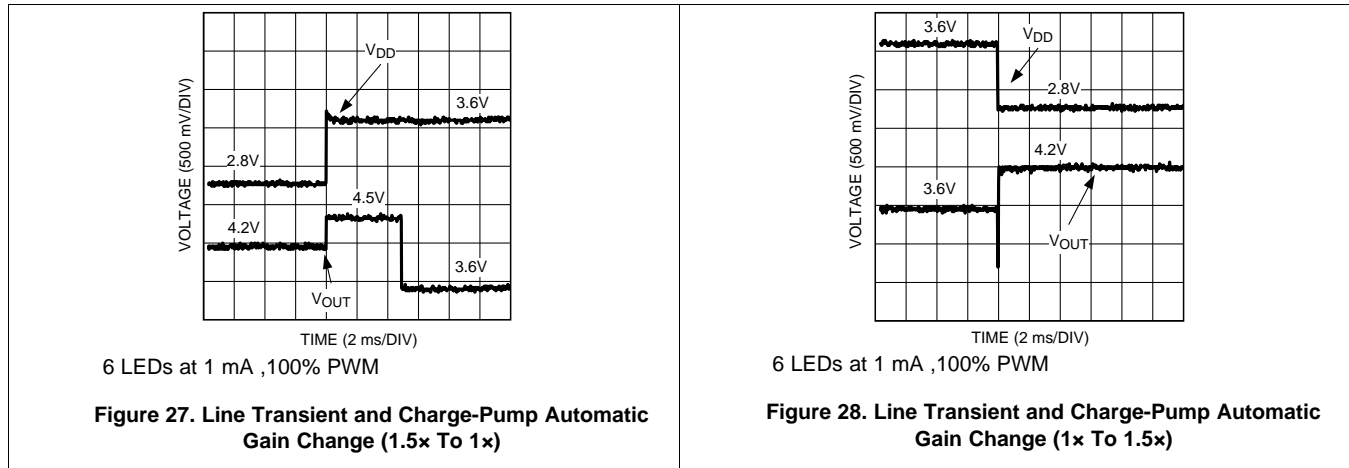 VOLTAGE (500 mV/DIV)
VDD
3.6V
2.8V
4.5V
4.2V
3.6V
VOUT
TIME (2 ms/DIV)
6 LEDs at 1 mA ,100% PWM
Figure 27. Line Transient and Charge-Pump Automatic
Gain Change (1.5× To 1×)
VOLTAGE (500 mV/DIV)
3.6V
VDD
2.8V
4.2V
3.6V
VOUT
TIME (2 ms/DIV)
6 LEDs at 1 mA ,100% PWM
Figure 28. Line Transient and Charge-Pump Automatic
Gain Change (1× To 1.5×)